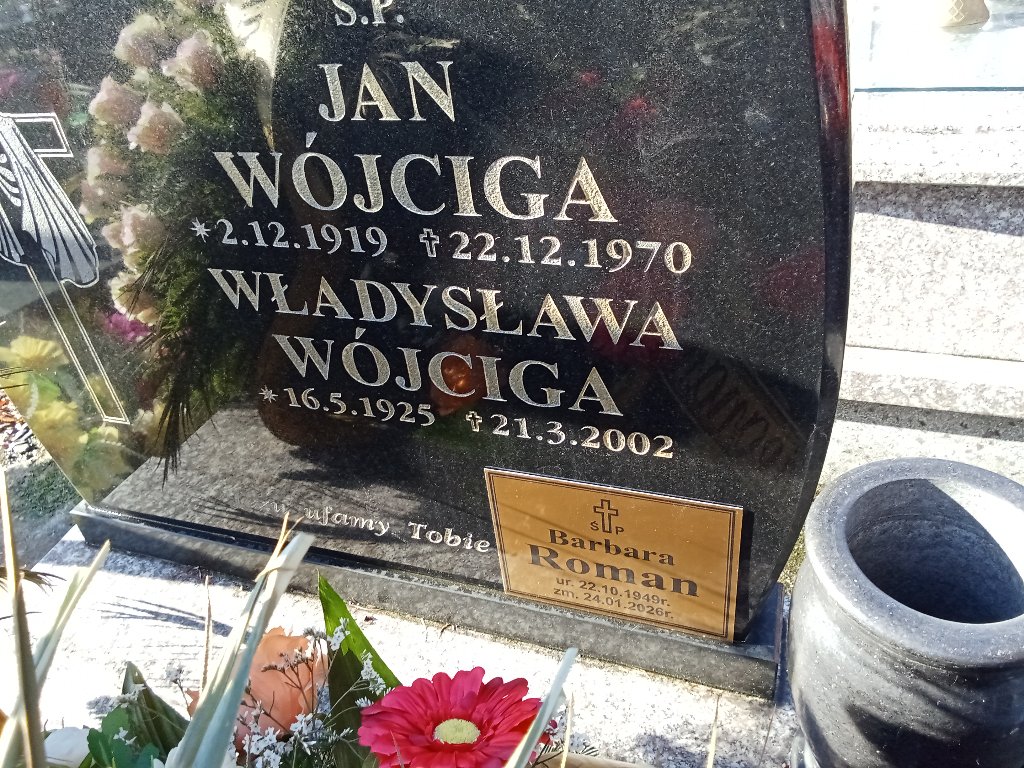 Ś.P.
JAN
WÓJCIGA
*2.12.1919 ✝22.12.1970
WŁADYSŁAWA
WÓJCIGA
*16.5.1925 ✝21.3.2002
ufamy Tobie
Ś P
Barbara
Roman
ur. 22.10.1949r.
zm. 24.01.2026r.